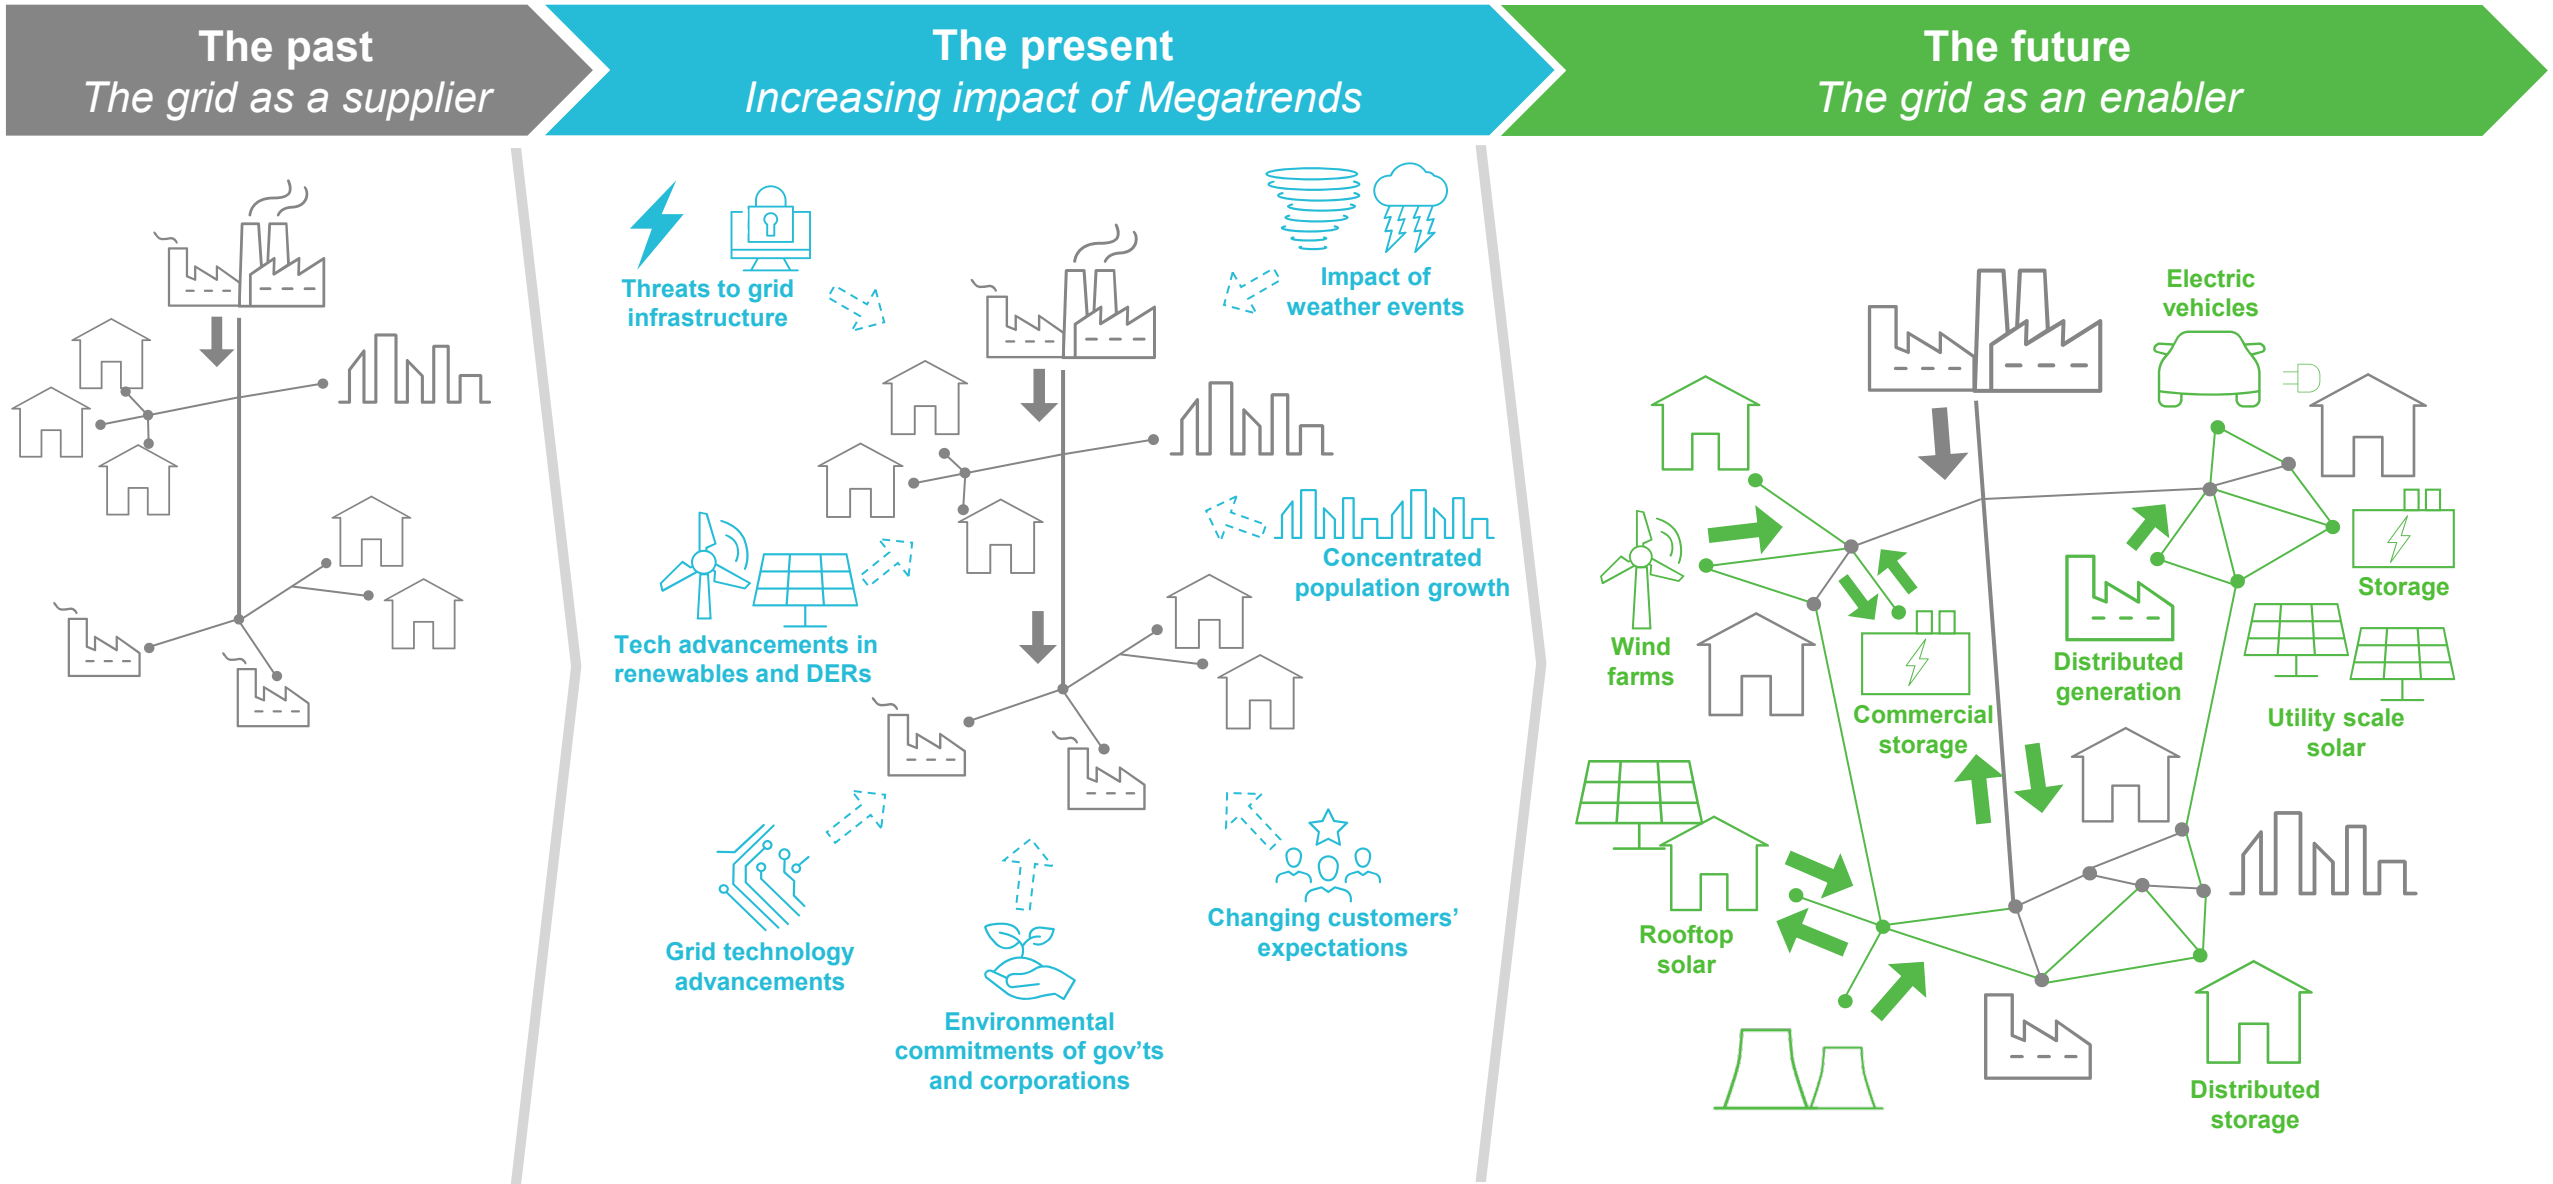 The past
The grid as a supplier
The present
Increasing impact of Megatrends
The future
The grid as an enabler
Threats to grid
infrastructure
Impact of
weather events
Tech advancements in
renewables and DERs
Concentrated
population growth
Grid technology
advancements
Environmental
commitments of gov’ts
and corporations
Changing customers’
expectations
Electric
vehicles
Wind
farms
Commercial
storage
Storage
Distributed
generation
Utility scale
solar
Rooftop
solar
Distributed
storage